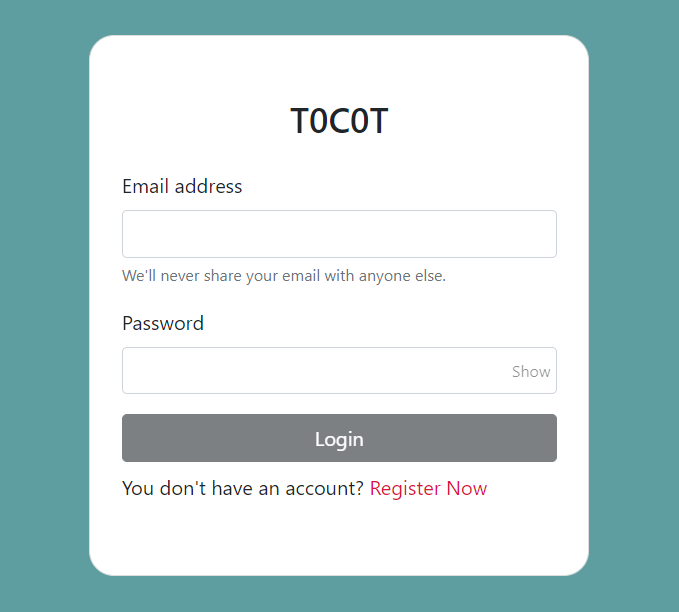 T0C0T
Email address
We'll never share your email with anyone else.
Password
Show
Login
You don't have an account? Register Now